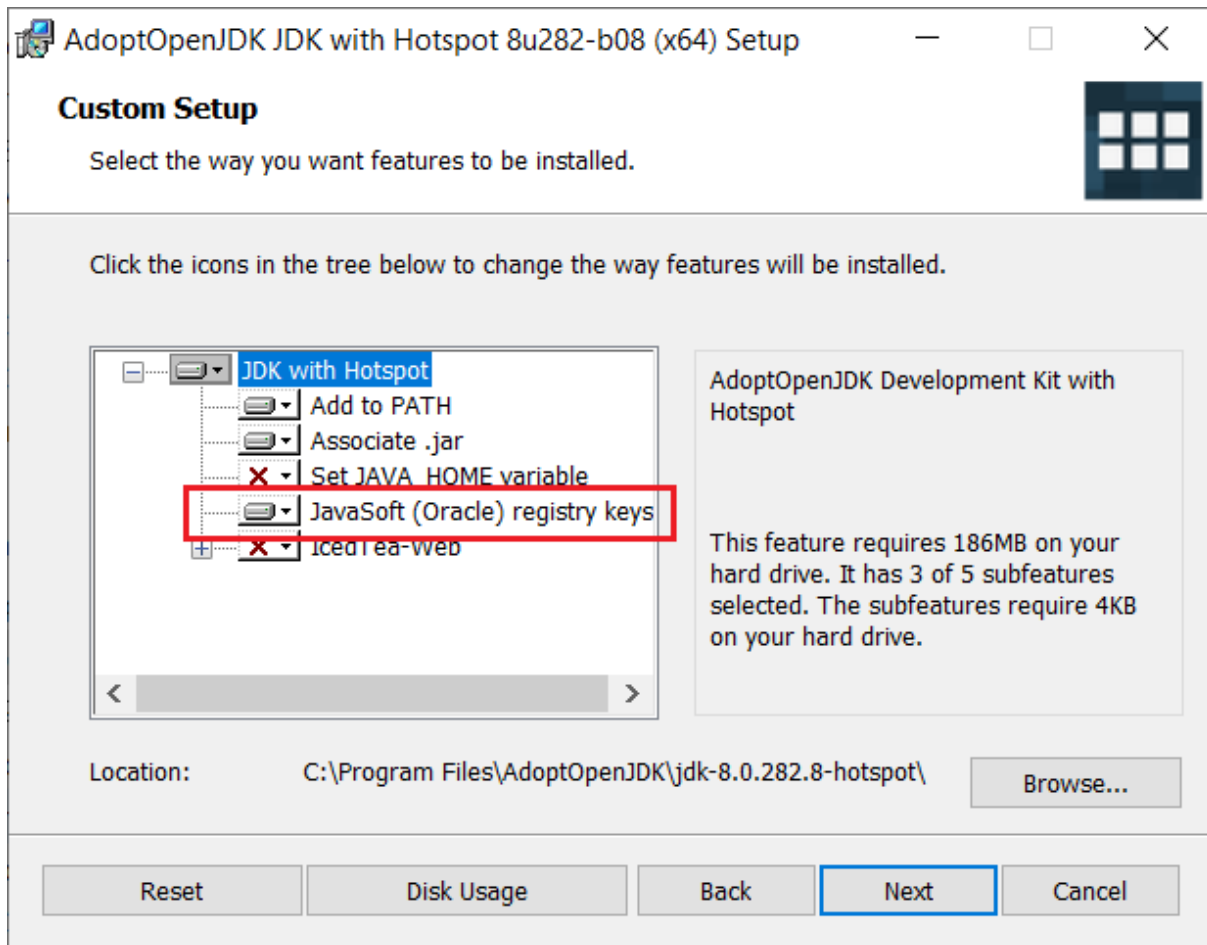 AdoptOpenJDK JDK with Hotspot 8u282-b08 (x64) Setup
Custom Setup
Select the way you want features to be installed.
Click the icons in the tree below to change the way features will be installed.
JDK with Hotspot
Add to PATH
Associate .jar
Set JAVA_HOME variable
JavaSoft (Oracle) registry keys
IcedTea-Web
AdoptOpenJDK Development Kit with
Hotspot
This feature requires 186MB on your
hard drive. It has 3 of 5 subfeatures
selected. The subfeatures require 4KB
on your hard drive.
Location: C:\Program Files\AdoptOpenJDK\jdk-8.0.282.8-hotspot\
Browse...
Reset Disk Usage Back Next Cancel